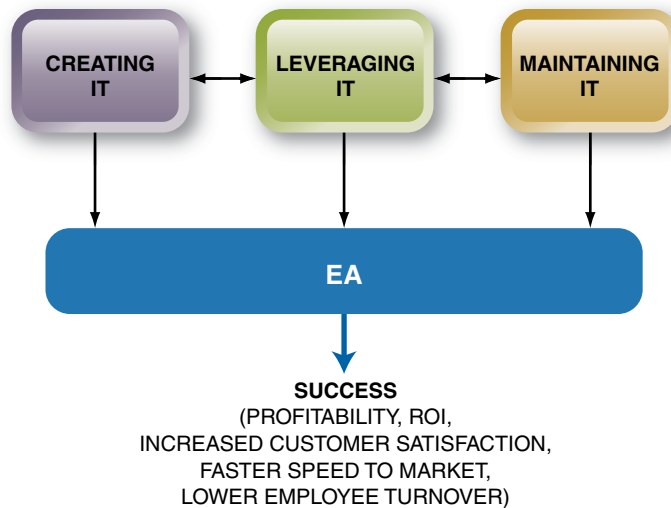 CREATING
IT
LEVERAGING
IT
MAINTAINING
IT
EA
SUCCESS
(PROFITABILITY, ROI,
INCREASED CUSTOMER SATISFACTION,
FASTER SPEED TO MARKET,
LOWER EMPLOYEE TURNOVER)